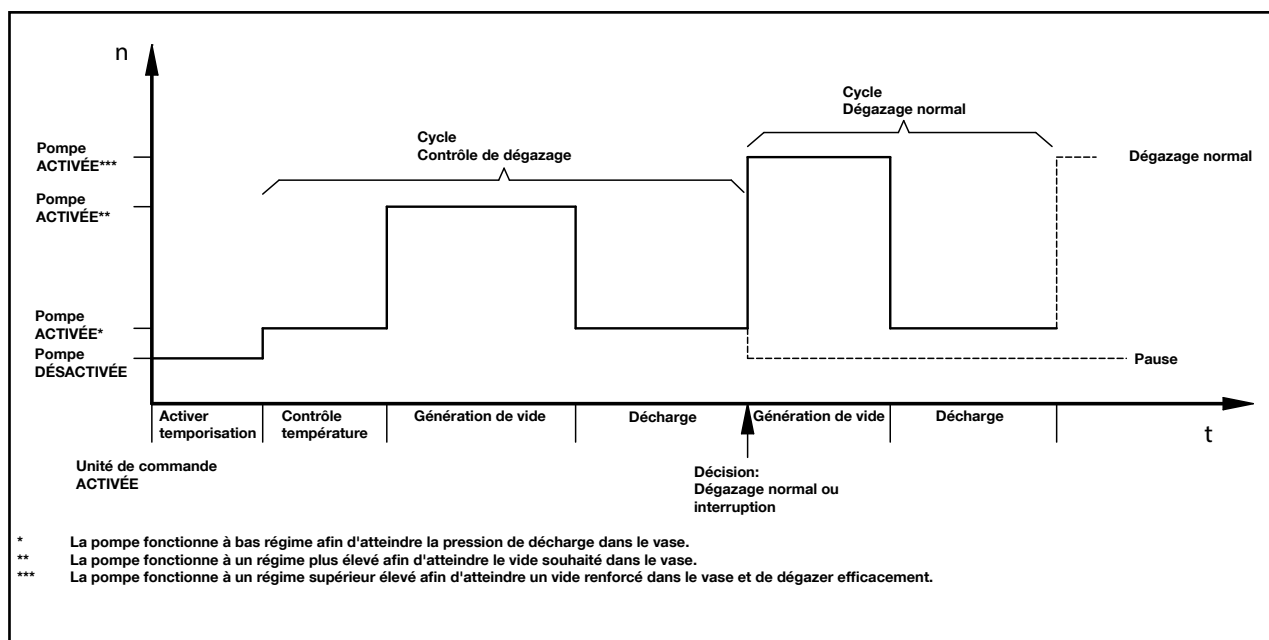 n
Cycle
Dégazage normal
Cycle
Contrôle de dégazage
Pompe
ACTIVÉE***
Dégazage normal
Pompe
ACTIVÉE**
Pompe
ACTIVÉE*
Pompe
DÉSACTIVÉE
Pause
Activer
temporisation
Contrôle
température
Génération de vide
Décharge
Génération de vide
Décharge
t
Unité de commande
ACTIVÉE
Décision:
Dégazage normal ou
interruption
* La pompe fonctionne à bas régime afin d'atteindre la pression de décharge dans le vase.
** La pompe fonctionne à un régime plus élevé afin d'atteindre le vide souhaité dans le vase.
*** La pompe fonctionne à un régime supérieur élevé afin d'atteindre un vide renforcé dans le vase et de dégazer efficacement.